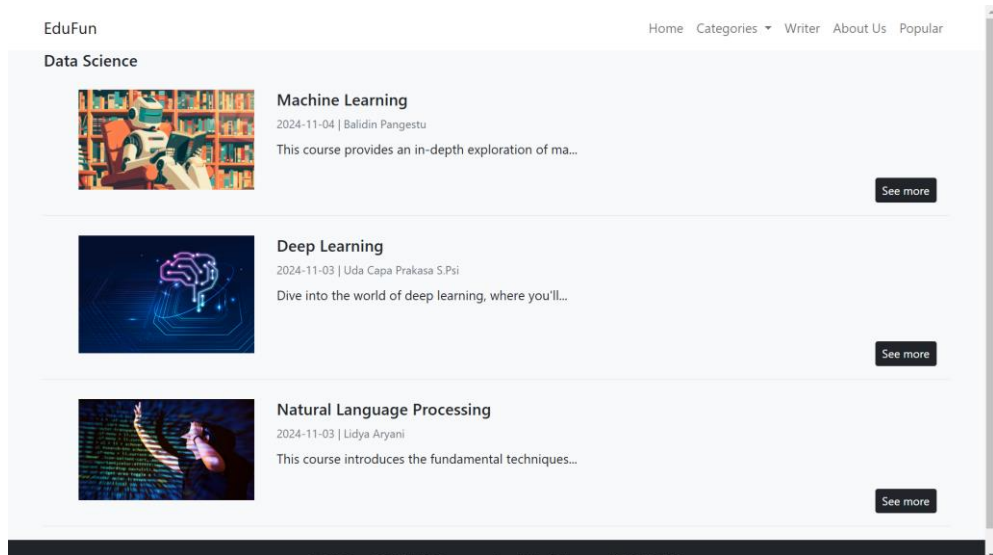 EduFun
Home Categories Writer About Us Popular
Data Science
Machine Learning
2024-11-04 | Balidin Pangestu
This course provides an in-depth exploration of ma...
See more
Deep Learning
2024-11-03 | Uda Capa Prakasa S.Psi
Dive into the world of deep learning, where you'll...
See more
Natural Language Processing
2024-11-03 | Lidya Aryani
This course introduces the fundamental techniques...
See more